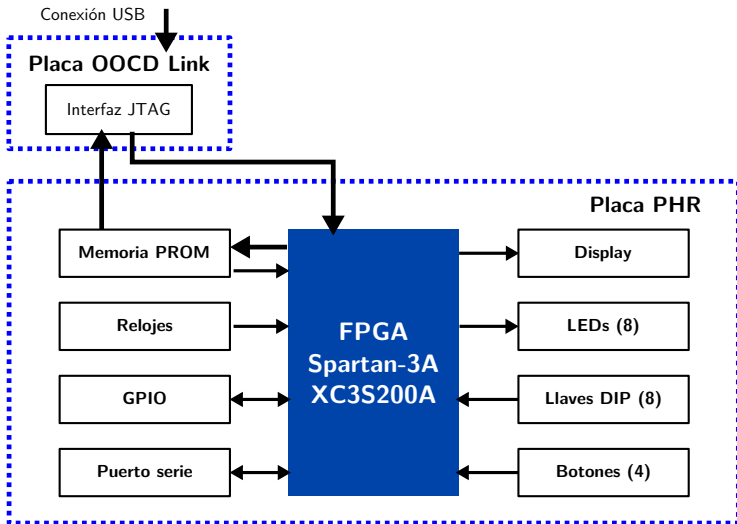 Conexión USB
Placa OOCD Link
Interfaz JTAG
Placa PHR
Memoria PROM
Relojes
GPIO
Puerto serie
FPGA
Spartan-3A
XC3S200A
Display
LEDs (8)
Llaves DIP (8)
Botones (4)